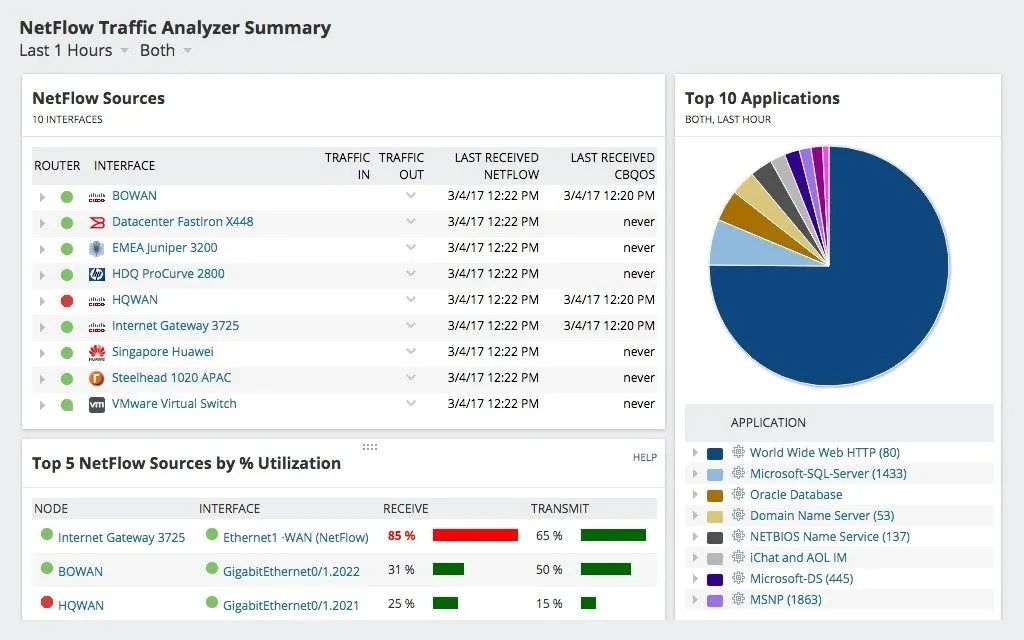 NetFlow Traffic Analyzer Summary
Last 1 Hours Both
NetFlow Sources
10 INTERFACES
ROUTER INTERFACE TRAFFIC IN TRAFFIC OUT LAST RECEIVED NETFLOW LAST RECEIVED CBQOS
cisco BOWAN 3/4/17 12:22 PM 3/4/17 12:20 PM
Datacenter FastIron X448 3/4/17 12:22 PM never
EMEA Juniper 3200 3/4/17 12:22 PM never
hp HDQ ProCurve 2800 3/4/17 12:22 PM never
cisco HQWAN 3/4/17 12:22 PM 3/4/17 12:20 PM
cisco Internet Gateway 3725 3/4/17 12:22 PM 3/4/17 12:20 PM
HUAWEI Singapore Huawei 3/4/17 12:22 PM never
Steelhead 1020 APAC 3/4/17 12:22 PM never
vm VMware Virtual Switch 3/4/17 12:22 PM never
Top 5 NetFlow Sources by % Utilization HELP
NODE INTERFACE RECEIVE TRANSMIT
Internet Gateway 3725 Ethernet1 -WAN (NetFlow) 85 % 65 %
BOWAN GigabitEthernet0/1.2022 31 % 50 %
HQWAN GigabitEthernet0/1.2021 25 % 15 %
Top 10 Applications
BOTH, LAST HOUR
APPLICATION
World Wide Web HTTP (80)
Microsoft-SQL-Server (1433)
Oracle Database
Domain Name Server (53)
NETBIOS Name Service (137)
iChat and AOL IM
Microsoft-DS (445)
MSNP (1863)